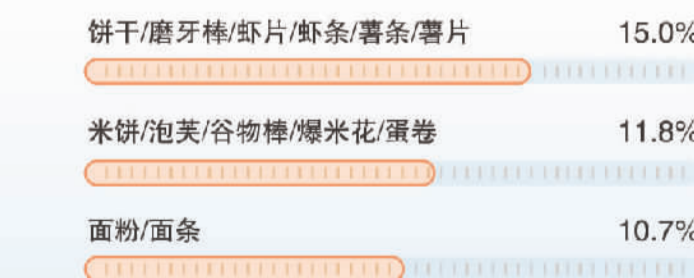 饼干/磨牙棒/虾片/虾条/薯条/薯片 15.0%
米饼/泡芙/谷物棒/爆米花/蛋卷 11.8%
面粉/面条 10.7%